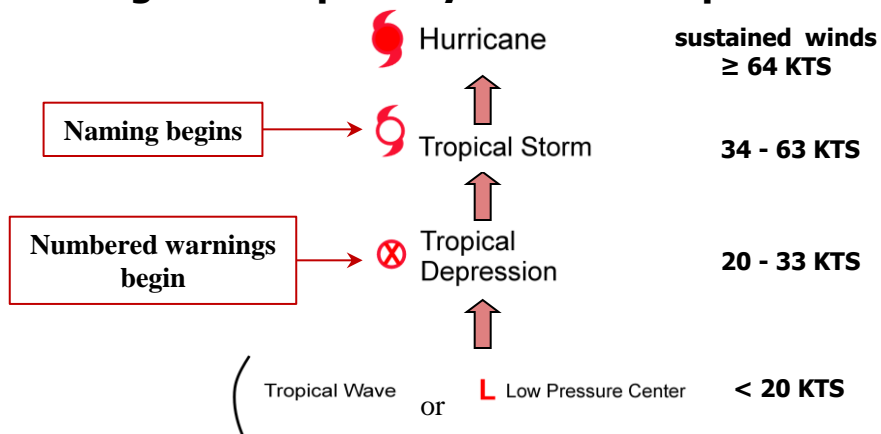 Hurricane
sustained winds
≥ 64 KTS
Naming begins
Tropical Storm
34 - 63 KTS
Numbered warnings
begin
Tropical
Depression
20 - 33 KTS
Tropical Wave
or
L Low Pressure Center
< 20 KTS